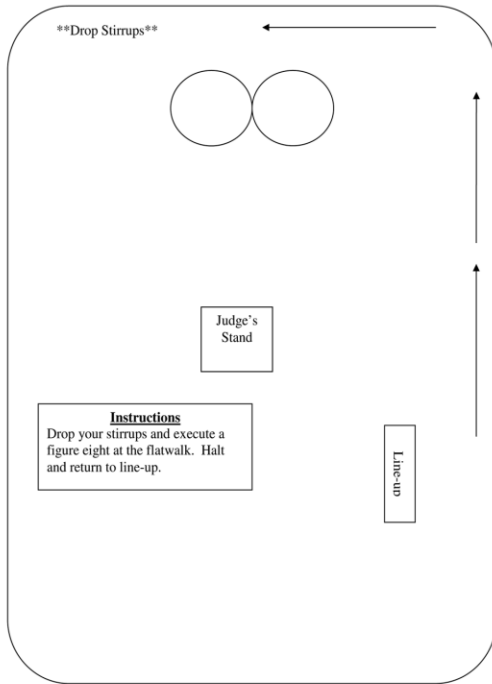 **Drop Stirrups**
Judge’s
Stand
Instructions
Drop your stirrups and execute a
figure eight at the flatwalk.  Halt
and return to line-up.
Line-up